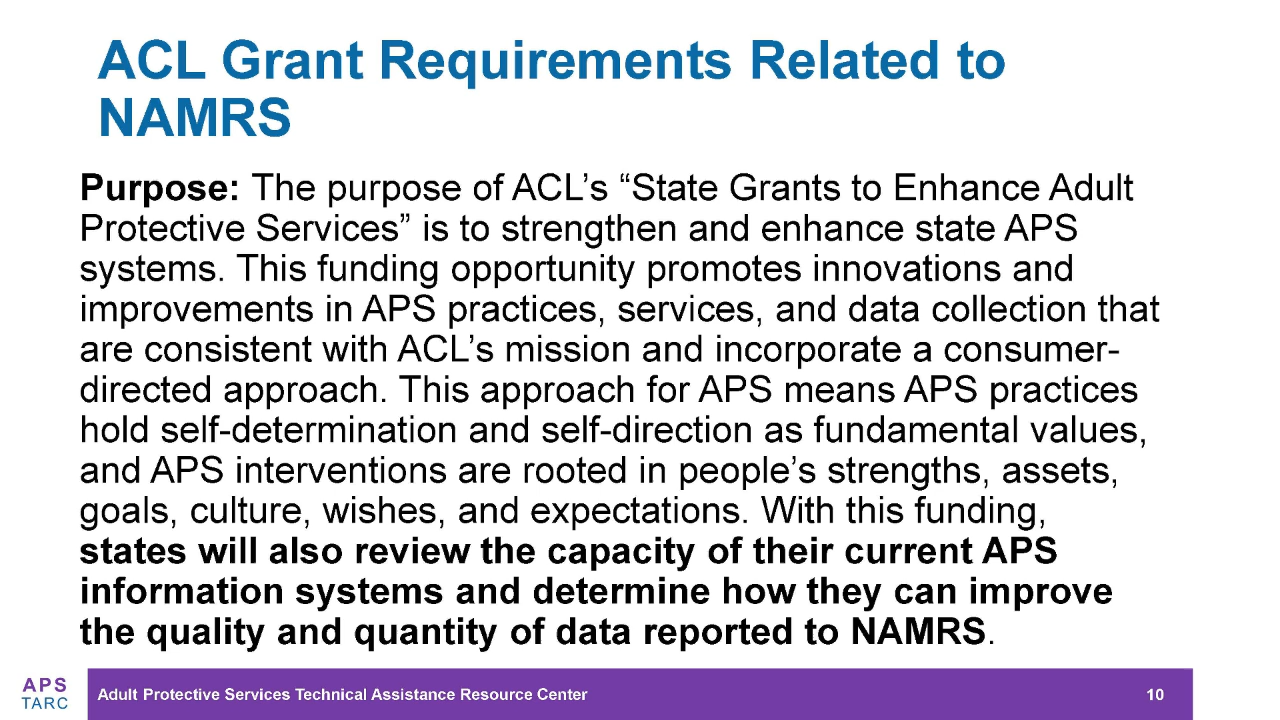 ACL Grant Requirements Related to
NAMRS
Purpose: The purpose of ACL’s “State Grants to Enhance Adult
Protective Services” is to strengthen and enhance state APS
systems. This funding opportunity promotes innovations and
improvements in APS practices, services, and data collection that
are consistent with ACL’s mission and incorporate a consumer-
directed approach. This approach for APS means APS practices
hold self-determination and self-direction as fundamental values,
and APS interventions are rooted in people’s strengths, assets,
goals, culture, wishes, and expectations. With this funding,
states will also review the capacity of their current APS
information systems and determine how they can improve
the quality and quantity of data reported to NAMRS.
APS
TARC
Adult Protective Services Technical Assistance Resource Center
10